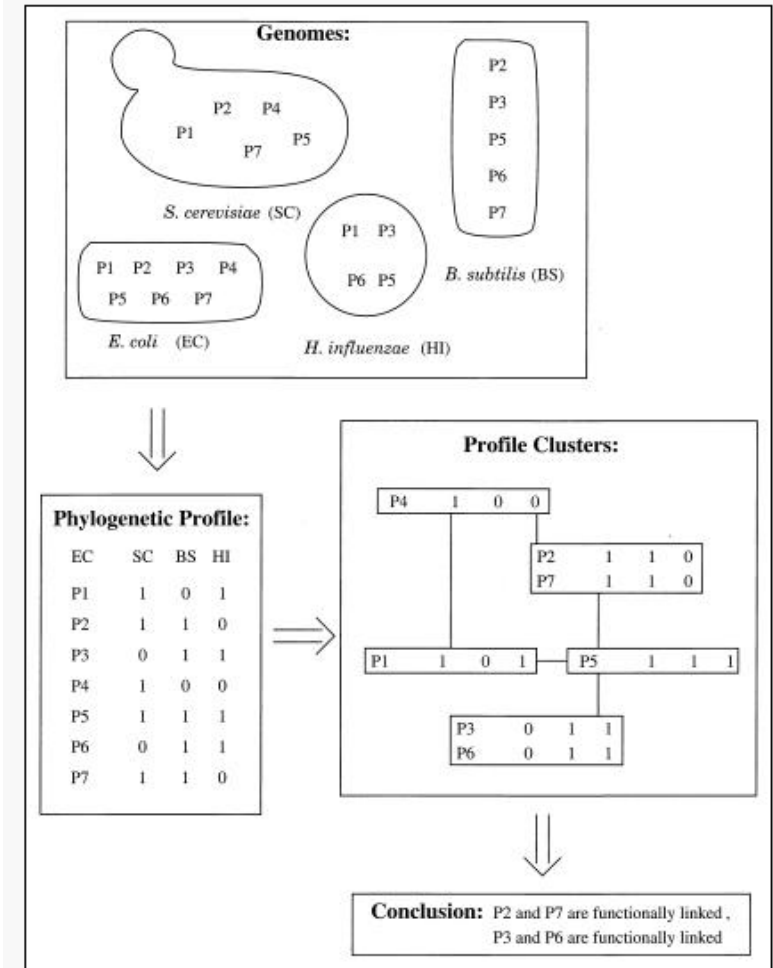 Genomes:
P2 P4
P1 P5
P7
S. cerevisiae (SC)
P2
P3
P5
P6
P7
B. subtilis (BS)
P1 P3
P6 P5
H. influenzae (HI)
P1 P2 P3 P4
P5 P6 P7
E. coli (EC)
Phylogenetic Profile:
EC SC BS HI
P1 1 0 1
P2 1 1 0
P3 0 1 1
P4 1 0 0
P5 1 1 1
P6 0 1 1
P7 1 1 0
Profile Clusters:
P4 1 0 0
P2 1 1 0
P7 1 1 0
P1 1 0 1
P5 1 1 1
P3 0 1 1
P6 0 1 1
Conclusion: P2 and P7 are functionally linked ,
P3 and P6 are functionally linked